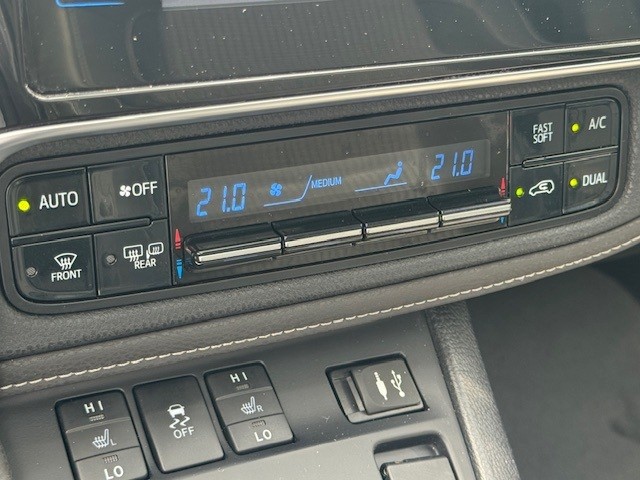 AUTO
OFF
21.0
MEDIUM
21.0
FAST
SOFT
A/C
DUAL
FRONT
REAR
HI
L
LO
OFF
HI
R
LO